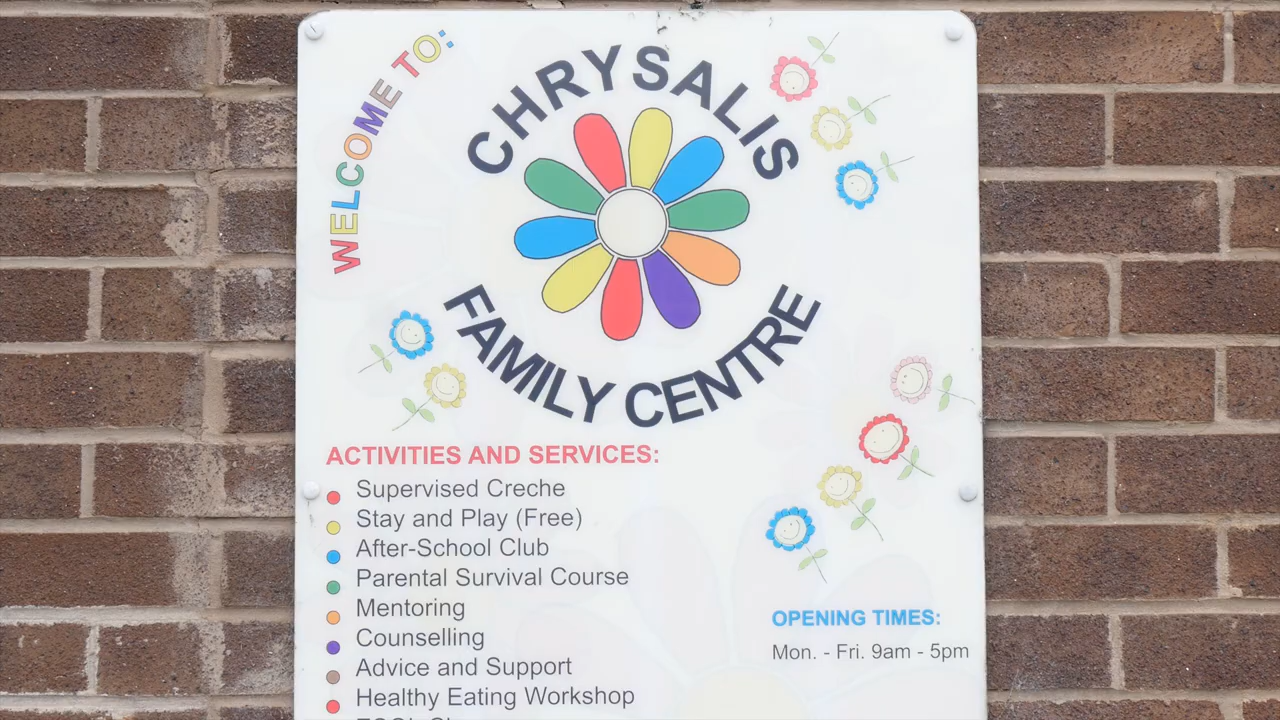 WELCOME TO:
CHRYSALIS
FAMILY CENTRE
ACTIVITIES AND SERVICES:
Supervised Creche
Stay and Play (Free)
After-School Club
Parental Survival Course
Mentoring
Counselling
Advice and Support
Healthy Eating Workshop
OPENING TIMES:
Mon. - Fri. 9am - 5pm